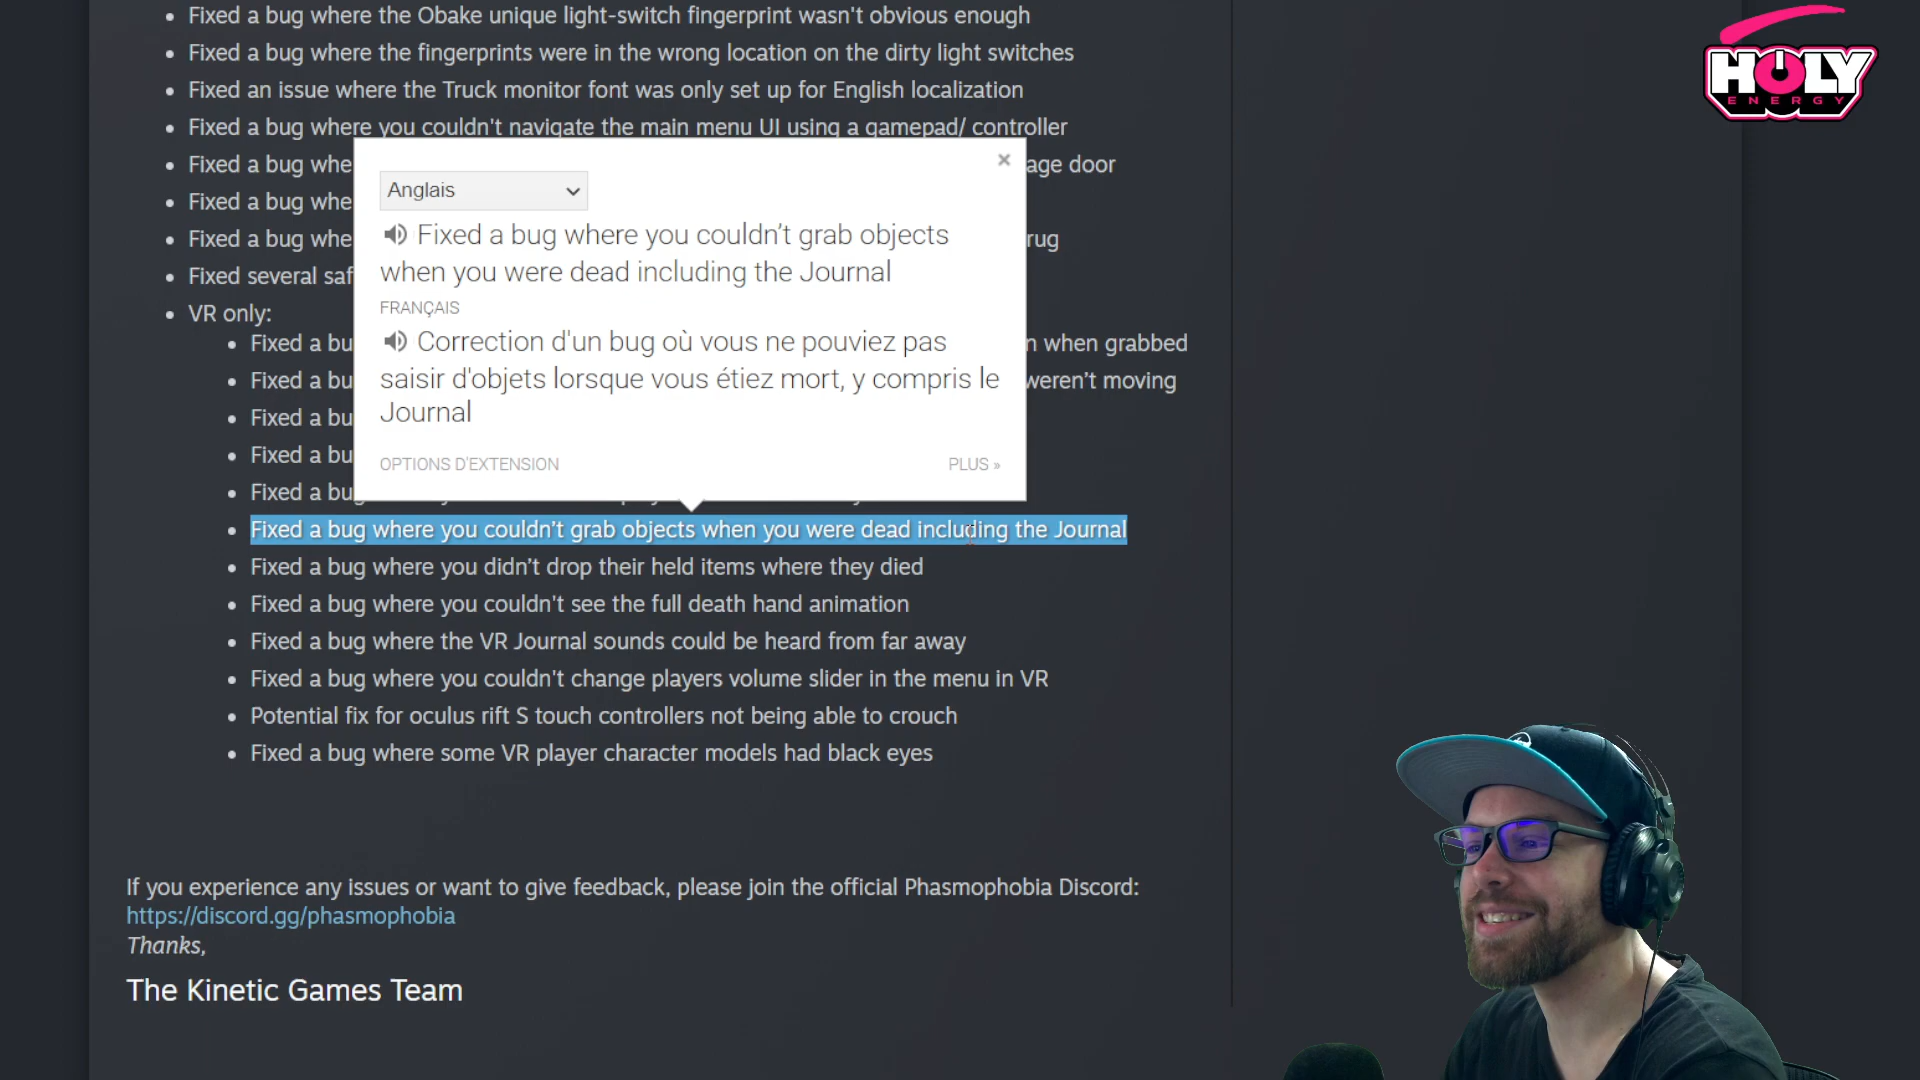 Fixed a bug where the Obake unique light-switch fingerprint wasn't obvious enough
Fixed a bug where the fingerprints were in the wrong location on the dirty light switches
Fixed an issue where the Truck monitor font was only set up for English localization
Fixed a bug where you couldn't navigate the main menu UI using a gamepad/ controller
Fixed a bug whe age door
Fixed a bug whe
Fixed a bug whe rug
Fixed several saf
VR only:
Fixed a bu n when grabbed
Fixed a bu weren't moving
Fixed a bu
Fixed a bu
Fixed a bug
Fixed a bug where you couldn't grab objects when you were dead including the Journal
Fixed a bug where you didn't drop their held items where they died
Fixed a bug where you couldn't see the full death hand animation
Fixed a bug where the VR Journal sounds could be heard from far away
Fixed a bug where you couldn't change players volume slider in the menu in VR
Potential fix for oculus rift S touch controllers not being able to crouch
Fixed a bug where some VR player character models had black eyes
If you experience any issues or want to give feedback, please join the official Phasmophobia Discord:
https://discord.gg/phasmophobia
Thanks,
The Kinetic Games Team
Anglais
Fixed a bug where you couldn't grab objects
when you were dead including the Journal
FRANÇAIS
Correction d'un bug où vous ne pouviez pas
saisir d'objets lorsque vous étiez mort, y compris le
Journal
OPTIONS D'EXTENSION PLUS »
HOLY
ENERGY